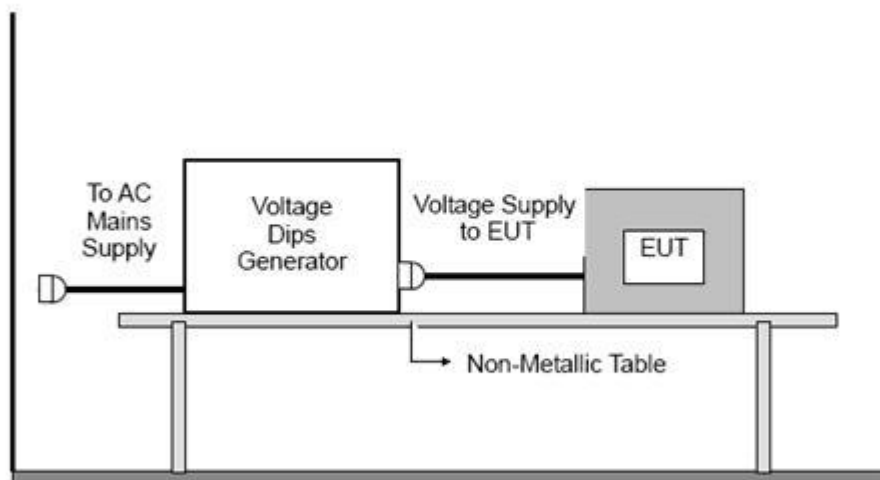 To AC
Mains
Supply
Voltage
Dips
Generator
Voltage Supply
to EUT
EUT
Non-Metallic Table